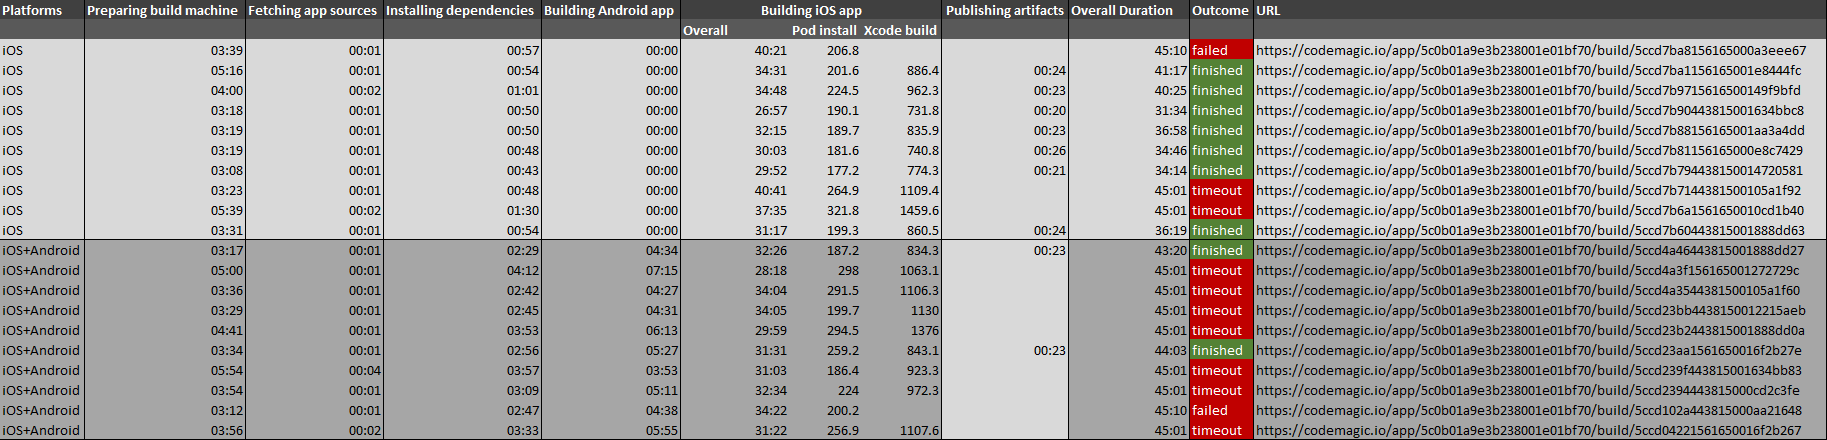 Platforms Preparing build machine Fetching app sources Installing dependencies Building Android app Building iOS app Publishing artifacts Overall Duration Outcome URL
Overall Pod install Xcode build
iOS 03:39 00:01 00:57 00:00 40:21 206.8 45:10 failed https://codemagic.io/app/5c0b01a9e3b238001e01bf70/build/5ccd7ba8156165000a3eee67
iOS 05:16 00:01 00:54 00:00 34:31 201.6 886.4 00:24 41:17 finished https://codemagic.io/app/5c0b01a9e3b238001e01bf70/build/5ccd7ba1156165001e8444fc
iOS 04:00 00:02 01:01 00:00 34:48 224.5 962.3 00:23 40:25 finished https://codemagic.io/app/5c0b01a9e3b238001e01bf70/build/5ccd7b9715616500149f9bfd
iOS 03:18 00:01 00:50 00:00 26:57 190.1 731.8 00:20 31:34 finished https://codemagic.io/app/5c0b01a9e3b238001e01bf70/build/5ccd7b90443815001634bbc8
iOS 03:19 00:01 00:50 00:00 32:15 189.7 835.9 00:23 36:58 finished https://codemagic.io/app/5c0b01a9e3b238001e01bf70/build/5ccd7b88156165001aa3a4dd
iOS 03:19 00:01 00:48 00:00 30:03 181.6 740.8 00:26 34:46 finished https://codemagic.io/app/5c0b01a9e3b238001e01bf70/build/5ccd7b81156165000e8c7429
iOS 03:08 00:01 00:43 00:00 29:52 177.2 774.3 00:21 34:14 finished https://codemagic.io/app/5c0b01a9e3b238001e01bf70/build/5ccd7b794438150014720581
iOS 03:23 00:01 00:48 00:00 40:41 264.9 1109.4 45:01 timeout https://codemagic.io/app/5c0b01a9e3b238001e01bf70/build/5ccd7b7144381500105a1f92
iOS 05:39 00:02 01:30 00:00 37:35 321.8 1459.6 45:01 timeout https://codemagic.io/app/5c0b01a9e3b238001e01bf70/build/5ccd7b6a1561650010cd1b40
iOS 03:31 00:01 00:54 00:00 31:17 199.3 860.5 00:24 36:19 finished https://codemagic.io/app/5c0b01a9e3b238001e01bf70/build/5ccd7b60443815001888dd63
iOS+Android 03:17 00:01 02:29 04:34 32:26 187.2 834.3 00:23 43:20 finished https://codemagic.io/app/5c0b01a9e3b238001e01bf70/build/5ccd4a46443815001888dd27
iOS+Android 05:00 00:01 04:12 07:15 28:18 298 1063.1 45:01 timeout https://codemagic.io/app/5c0b01a9e3b238001e01bf70/build/5ccd4a3f156165001272729c
iOS+Android 03:36 00:01 02:42 04:27 34:04 291.5 1106.3 45:01 timeout https://codemagic.io/app/5c0b01a9e3b238001e01bf70/build/5ccd4a3544381500105a1f60
iOS+Android 03:29 00:01 02:45 04:31 34:05 199.7 1130 45:01 timeout https://codemagic.io/app/5c0b01a9e3b238001e01bf70/build/5ccd23bb4438150012215aeb
iOS+Android 04:41 00:01 03:53 06:13 29:59 294.5 1376 45:01 timeout https://codemagic.io/app/5c0b01a9e3b238001e01bf70/build/5ccd23b2443815001888dd0a
iOS+Android 03:34 00:01 02:56 05:27 31:31 259.2 843.1 00:23 44:03 finished https://codemagic.io/app/5c0b01a9e3b238001e01bf70/build/5ccd23aa1561650016f2b27e
iOS+Android 05:54 00:04 03:57 03:53 31:03 186.4 923.3 45:01 timeout https://codemagic.io/app/5c0b01a9e3b238001e01bf70/build/5ccd239f443815001634bb83
iOS+Android 03:54 00:01 03:09 05:11 32:34 224 972.3 45:01 timeout https://codemagic.io/app/5c0b01a9e3b238001e01bf70/build/5ccd2394443815000cd2c3fe
iOS+Android 03:12 00:01 02:47 04:38 34:22 200.2 45:10 failed https://codemagic.io/app/5c0b01a9e3b238001e01bf70/build/5ccd102a443815000aa21648
iOS+Android 03:56 00:02 03:33 05:55 31:22 256.9 1107.6 45:01 timeout https://codemagic.io/app/5c0b01a9e3b238001e01bf70/build/5ccd04221561650016f2b267